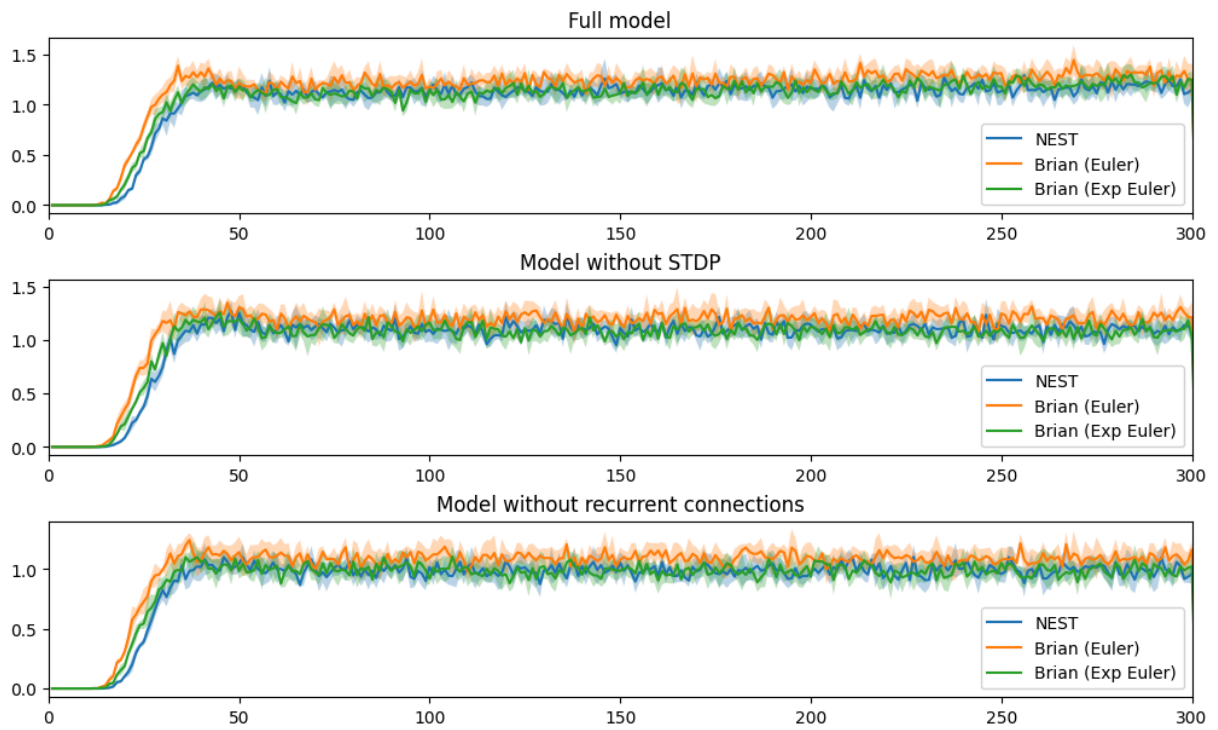 Full model
1.5
1.0
0.5
0.0
NEST
Brian (Euler)
Brian (Exp Euler)
0 50 100 150 200 250 300
Model without STDP
1.5
1.0
0.5
0.0
NEST
Brian (Euler)
Brian (Exp Euler)
0 50 100 150 200 250 300
Model without recurrent connections
1.0
0.5
0.0
NEST
Brian (Euler)
Brian (Exp Euler)
0 50 100 150 200 250 300